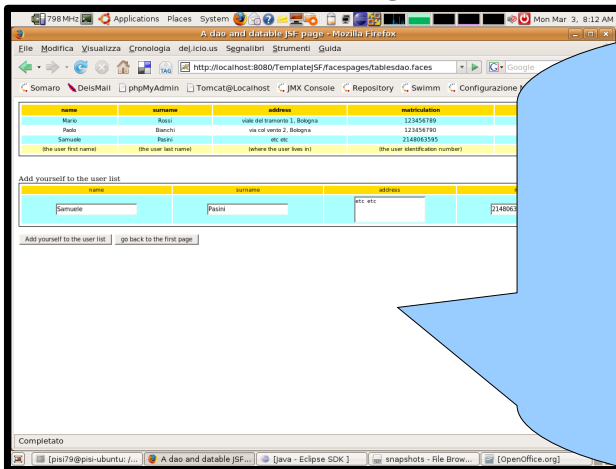 798 MHz Applications Places System Mon Mar 3, 8:12 AM
A dao and datable JSF page - Mozilla Firefox
File Modifica Visualizza Cronologia del.icio.us Segnalibri Strumenti Guida
TAG http://localhost:8080/TemplateJSF/facespages/tablesdao.faces Google
Somaro DeisMail phpMyAdmin Tomcat@Localhost JMX Console Repository Swimm Configurazione
name surname address matriculation
Mario Rossi viale del tramonto 1, Bologna 123456789
Paolo Bianchi via col vento 2, Bologna 123456790
Samuele Pasini etc etc 2148063595
(the user first name) (the user last name) (where the user lives in) (the user identification number)
Add yourself to the user list
name surname address
Samuele Pasini etc etc 2148063
Add yourself to the user list go back to the first page
Completato
[pisi79@pisi-ubuntu: /... A dao and datable JSF... [Java - Eclipse SDK ] snapshots - File Brow... [OpenOffice.org]